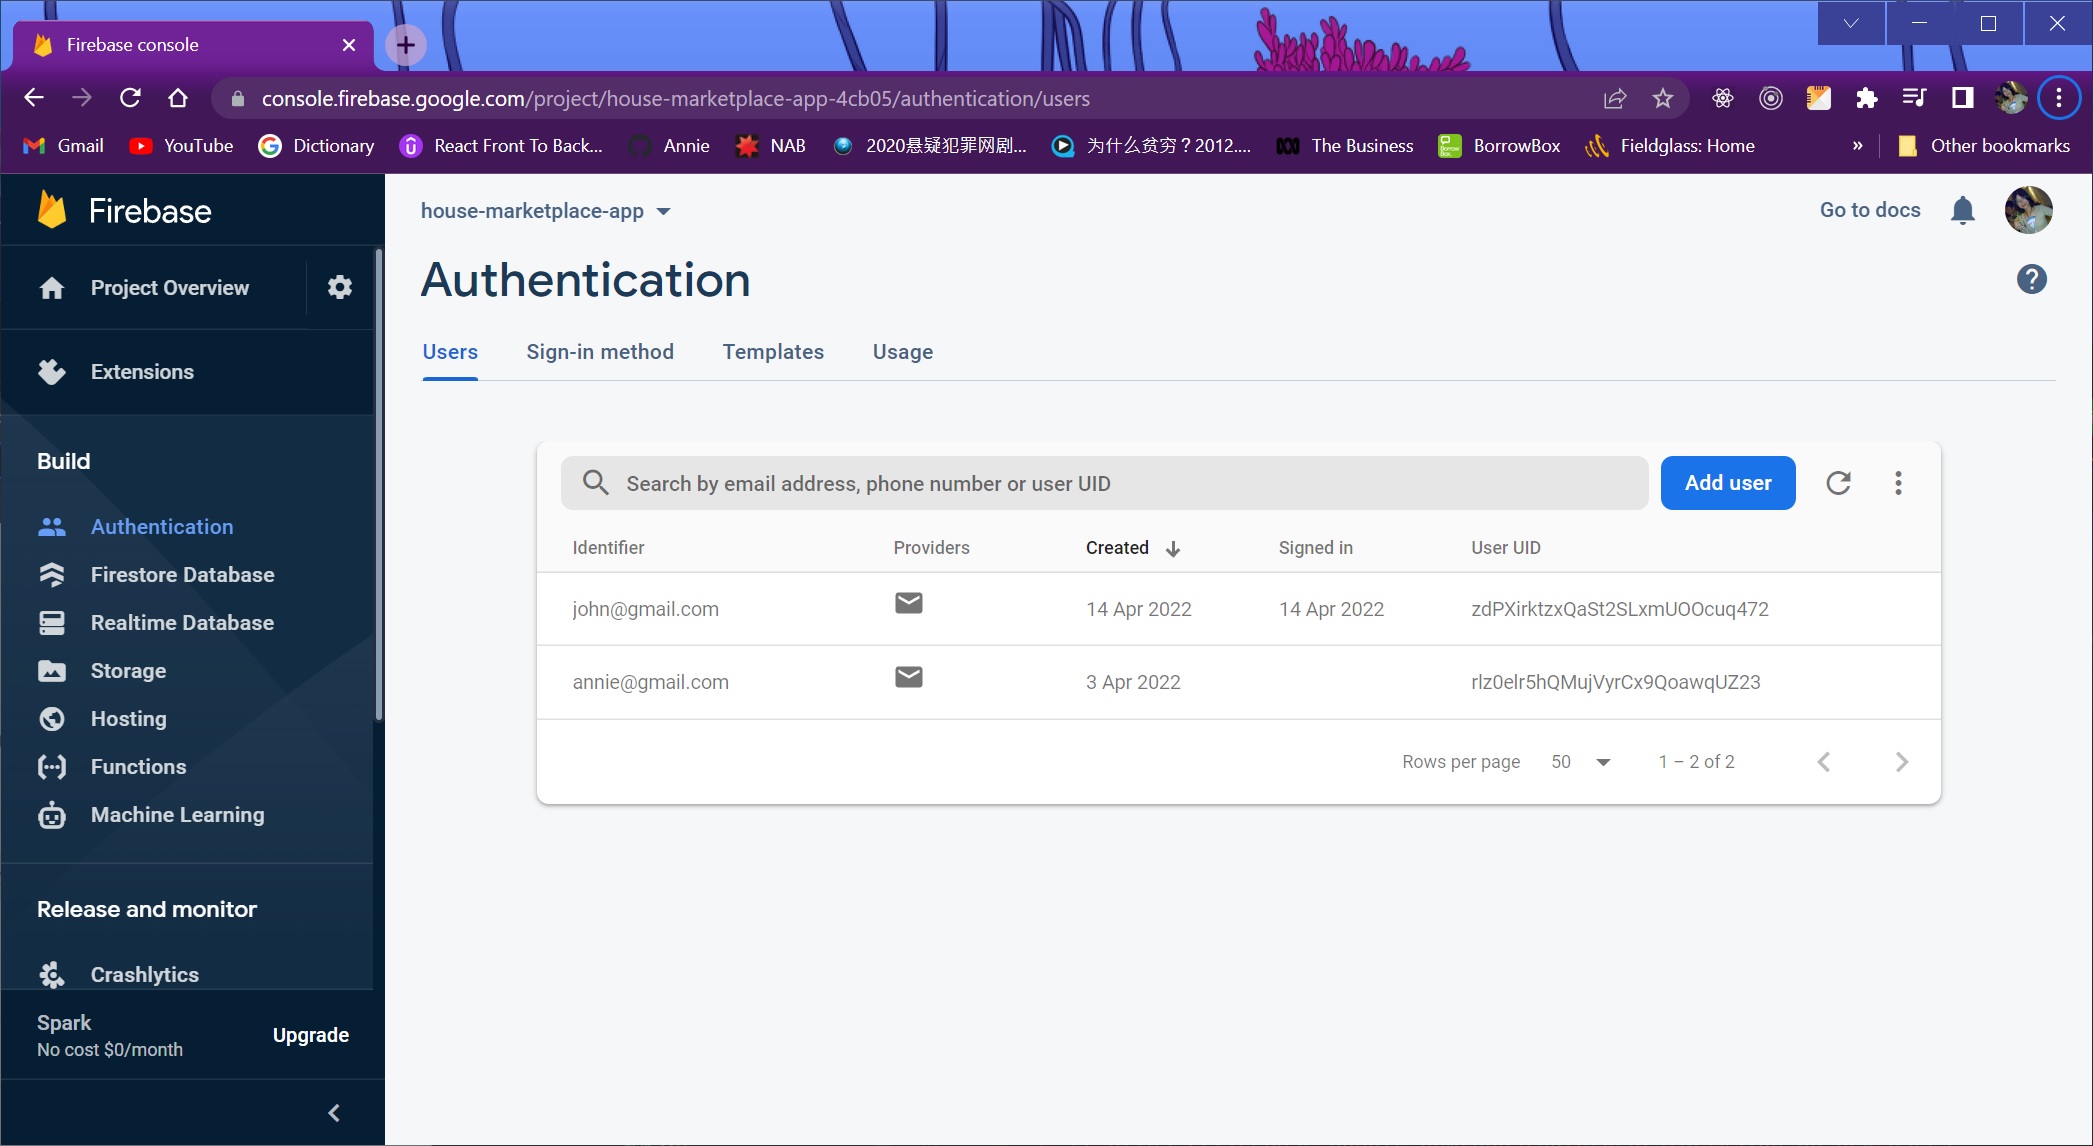 Firebase console
console.firebase.google.com/project/house-marketplace-app-4cb05/authentication/users
Gmail YouTube Dictionary React Front To Back... Annie NAB 2020悬疑犯罪网剧... 为什么贫穷？2012.... The Business BorrowBox Fieldglass: Home » Other bookmarks
Firebase
house-marketplace-app
Go to docs
Project Overview
Authentication
Users Sign-in method Templates Usage
Extensions
Build
Authentication
Firestore Database
Realtime Database
Storage
Hosting
Functions
Machine Learning
Release and monitor
Crashlytics
Spark
No cost $0/month
Upgrade
Search by email address, phone number or user UID
Add user
Identifier Providers Created Signed in User UID
john@gmail.com 14 Apr 2022 14 Apr 2022 zdPXirktzxQaSt2SLxmUOOcuq472
annie@gmail.com 3 Apr 2022 rlz0elr5hQMujVyrCx9QoawqUZ23
Rows per page 50 1 – 2 of 2